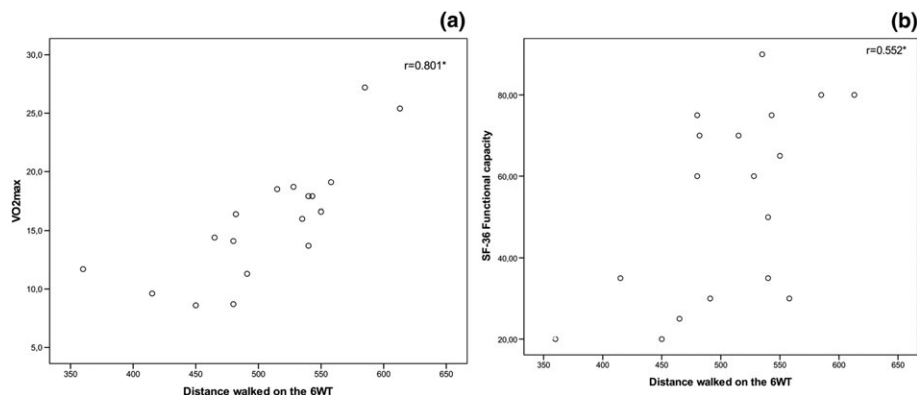 (a)
r=0.801*
30,0
25,0
20,0
15,0
10,0
5,0
VO2max
350 400 450 500 550 600 650
Distance walked on the 6WT
(b)
r=0.552*
80,00
60,00
40,00
20,00
SF-36 Functional capacity
350 400 450 500 550 600 650
Distance walked on the 6WT